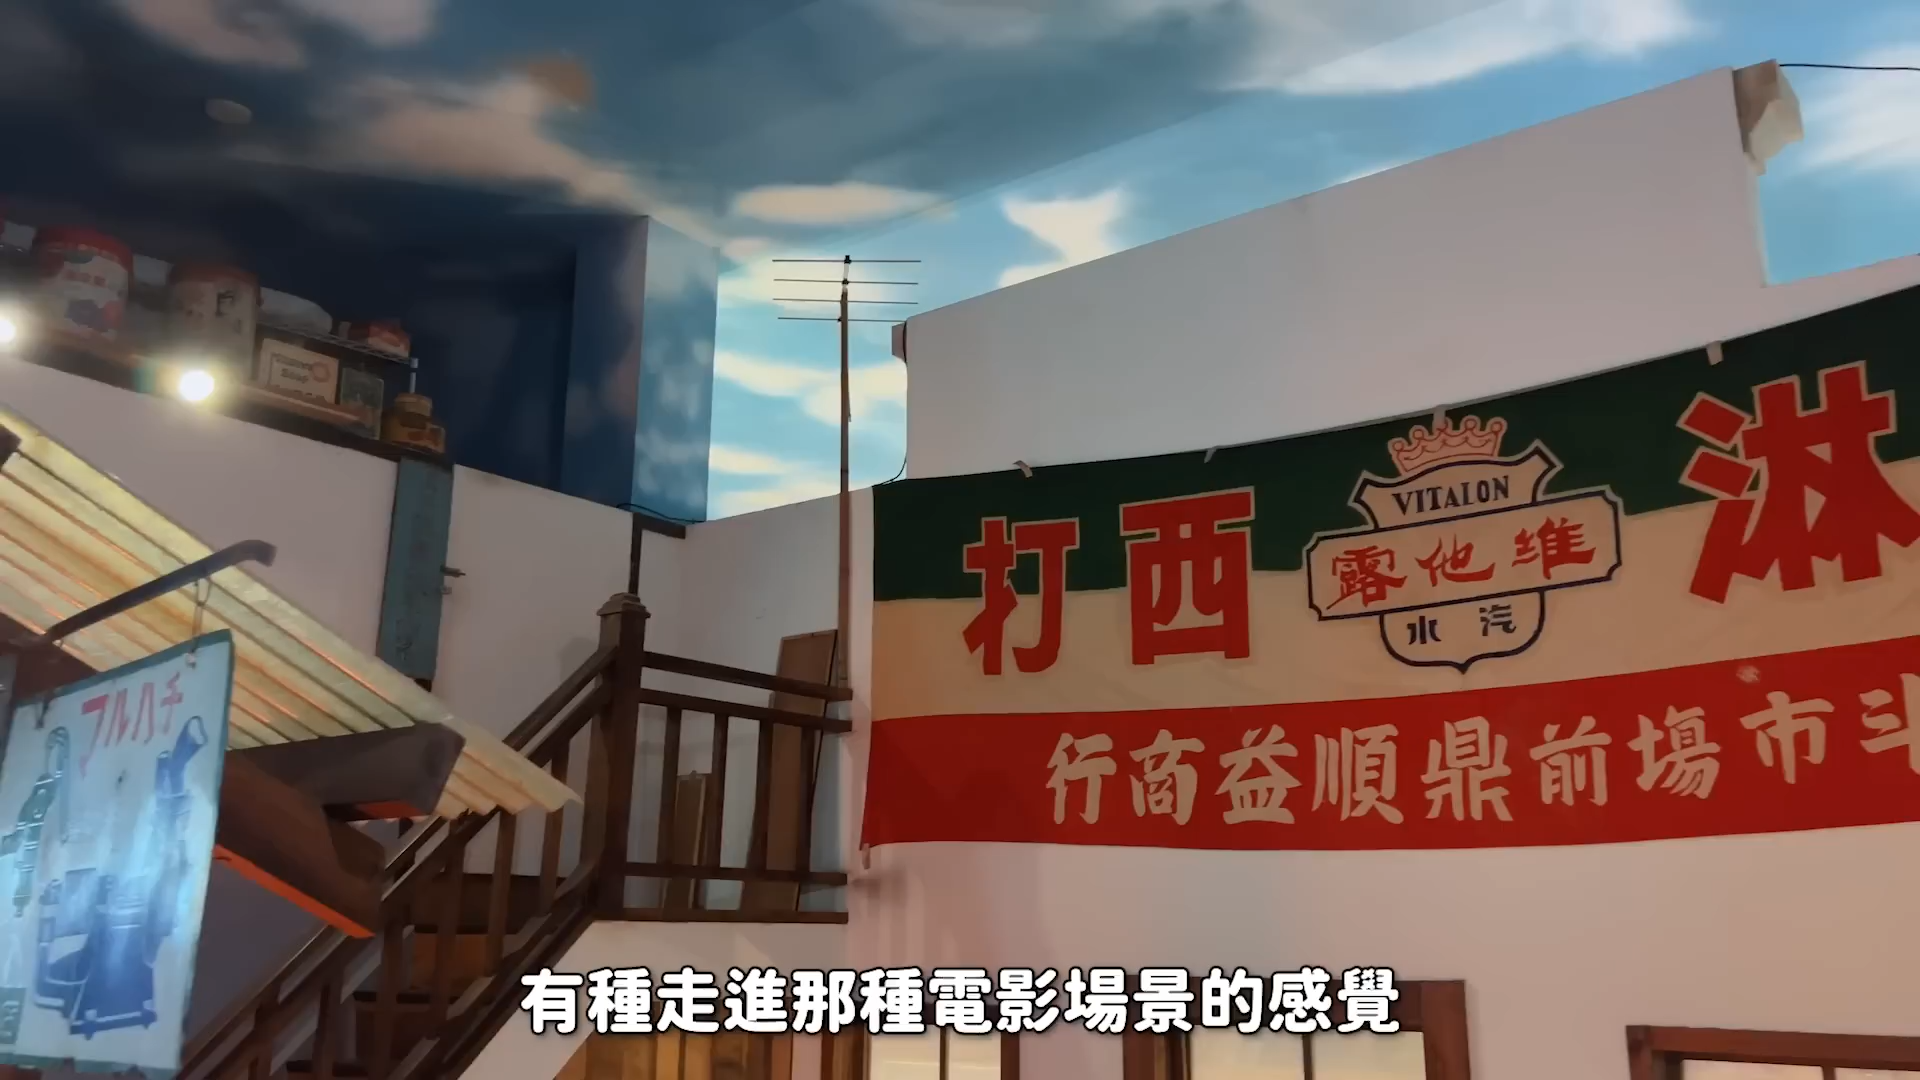 VITALON
淋 西打
維他露
汽水
斗市場前鼎順益商行
マルハチ
有種走進那種電影場景的感覺